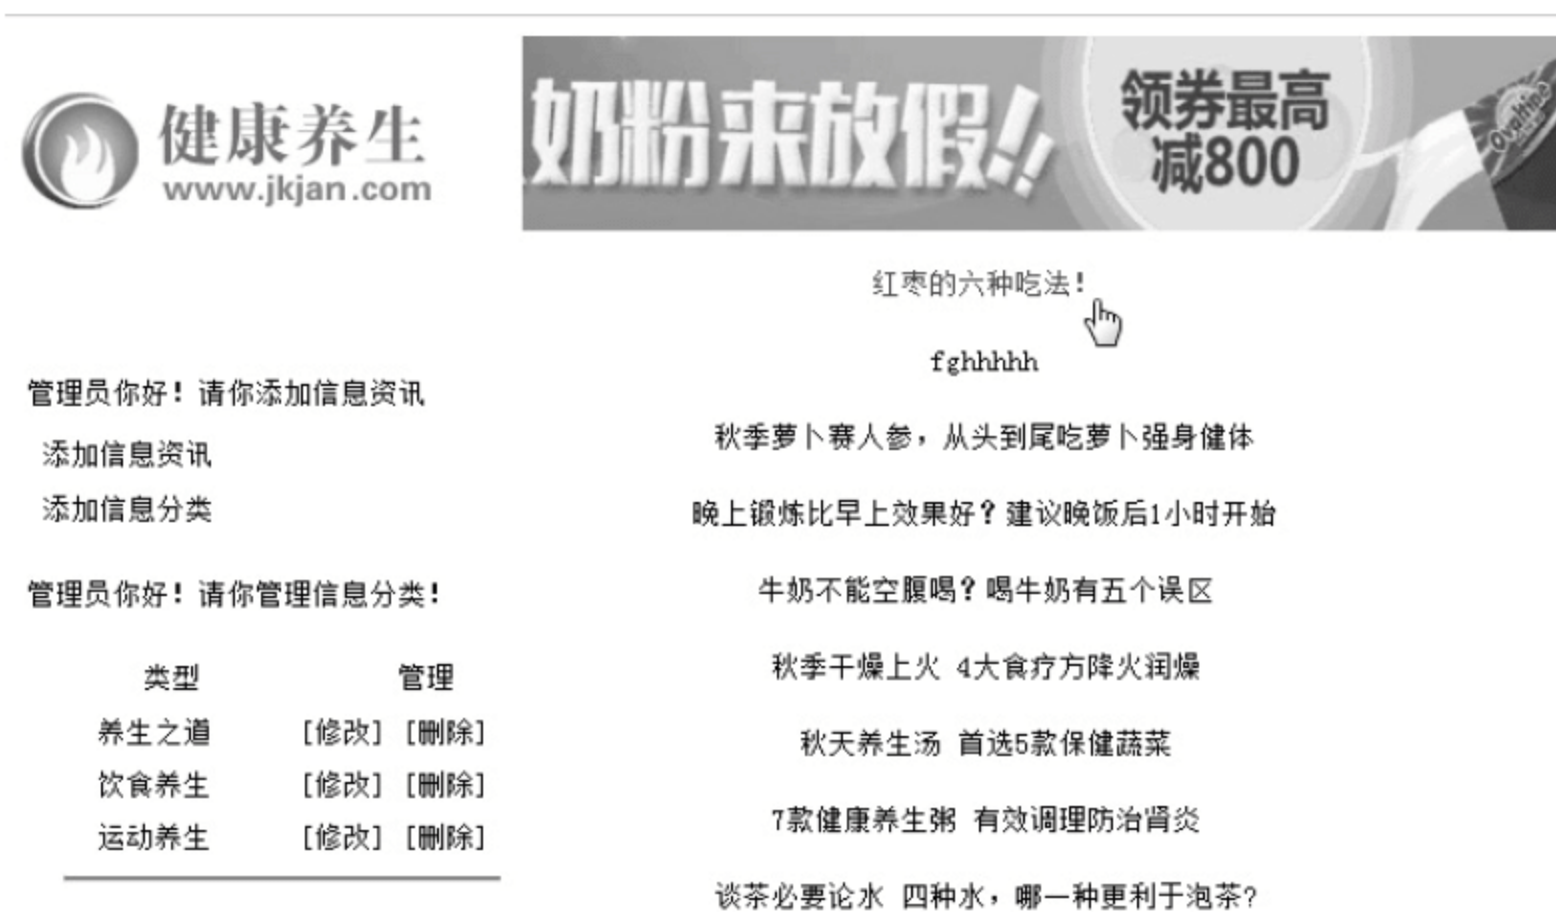 健康养生
www.jkjan.com
奶粉来放假!!
领券最高
减800
Ovaltine
红枣的六种吃法!
fghhhhh
管理员你好!请你添加信息资讯
添加信息资讯
添加信息分类
秋季萝卜赛人参,从头到尾吃萝卜强身健体
晚上锻炼比早上效果好?建议晚饭后1小时开始
管理员你好!请你管理信息分类!
牛奶不能空腹喝?喝牛奶有五个误区
类型 管理
养生之道 [修改] [删除]
饮食养生 [修改] [删除]
运动养生 [修改] [删除]
秋季干燥上火 4大食疗方降火润燥
秋天养生汤 首选5款保健蔬菜
7款健康养生粥 有效调理防治肾炎
谈茶必要论水 四种水,哪一种更利于泡茶?